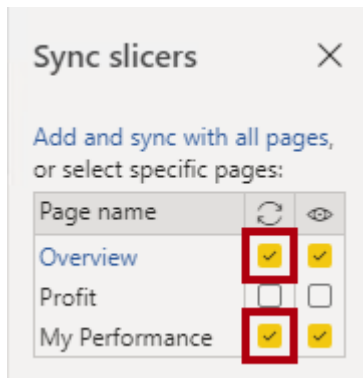 Sync slicers
Add and sync with all pages,
or select specific pages:
Page name
Overview
Profit
My Performance